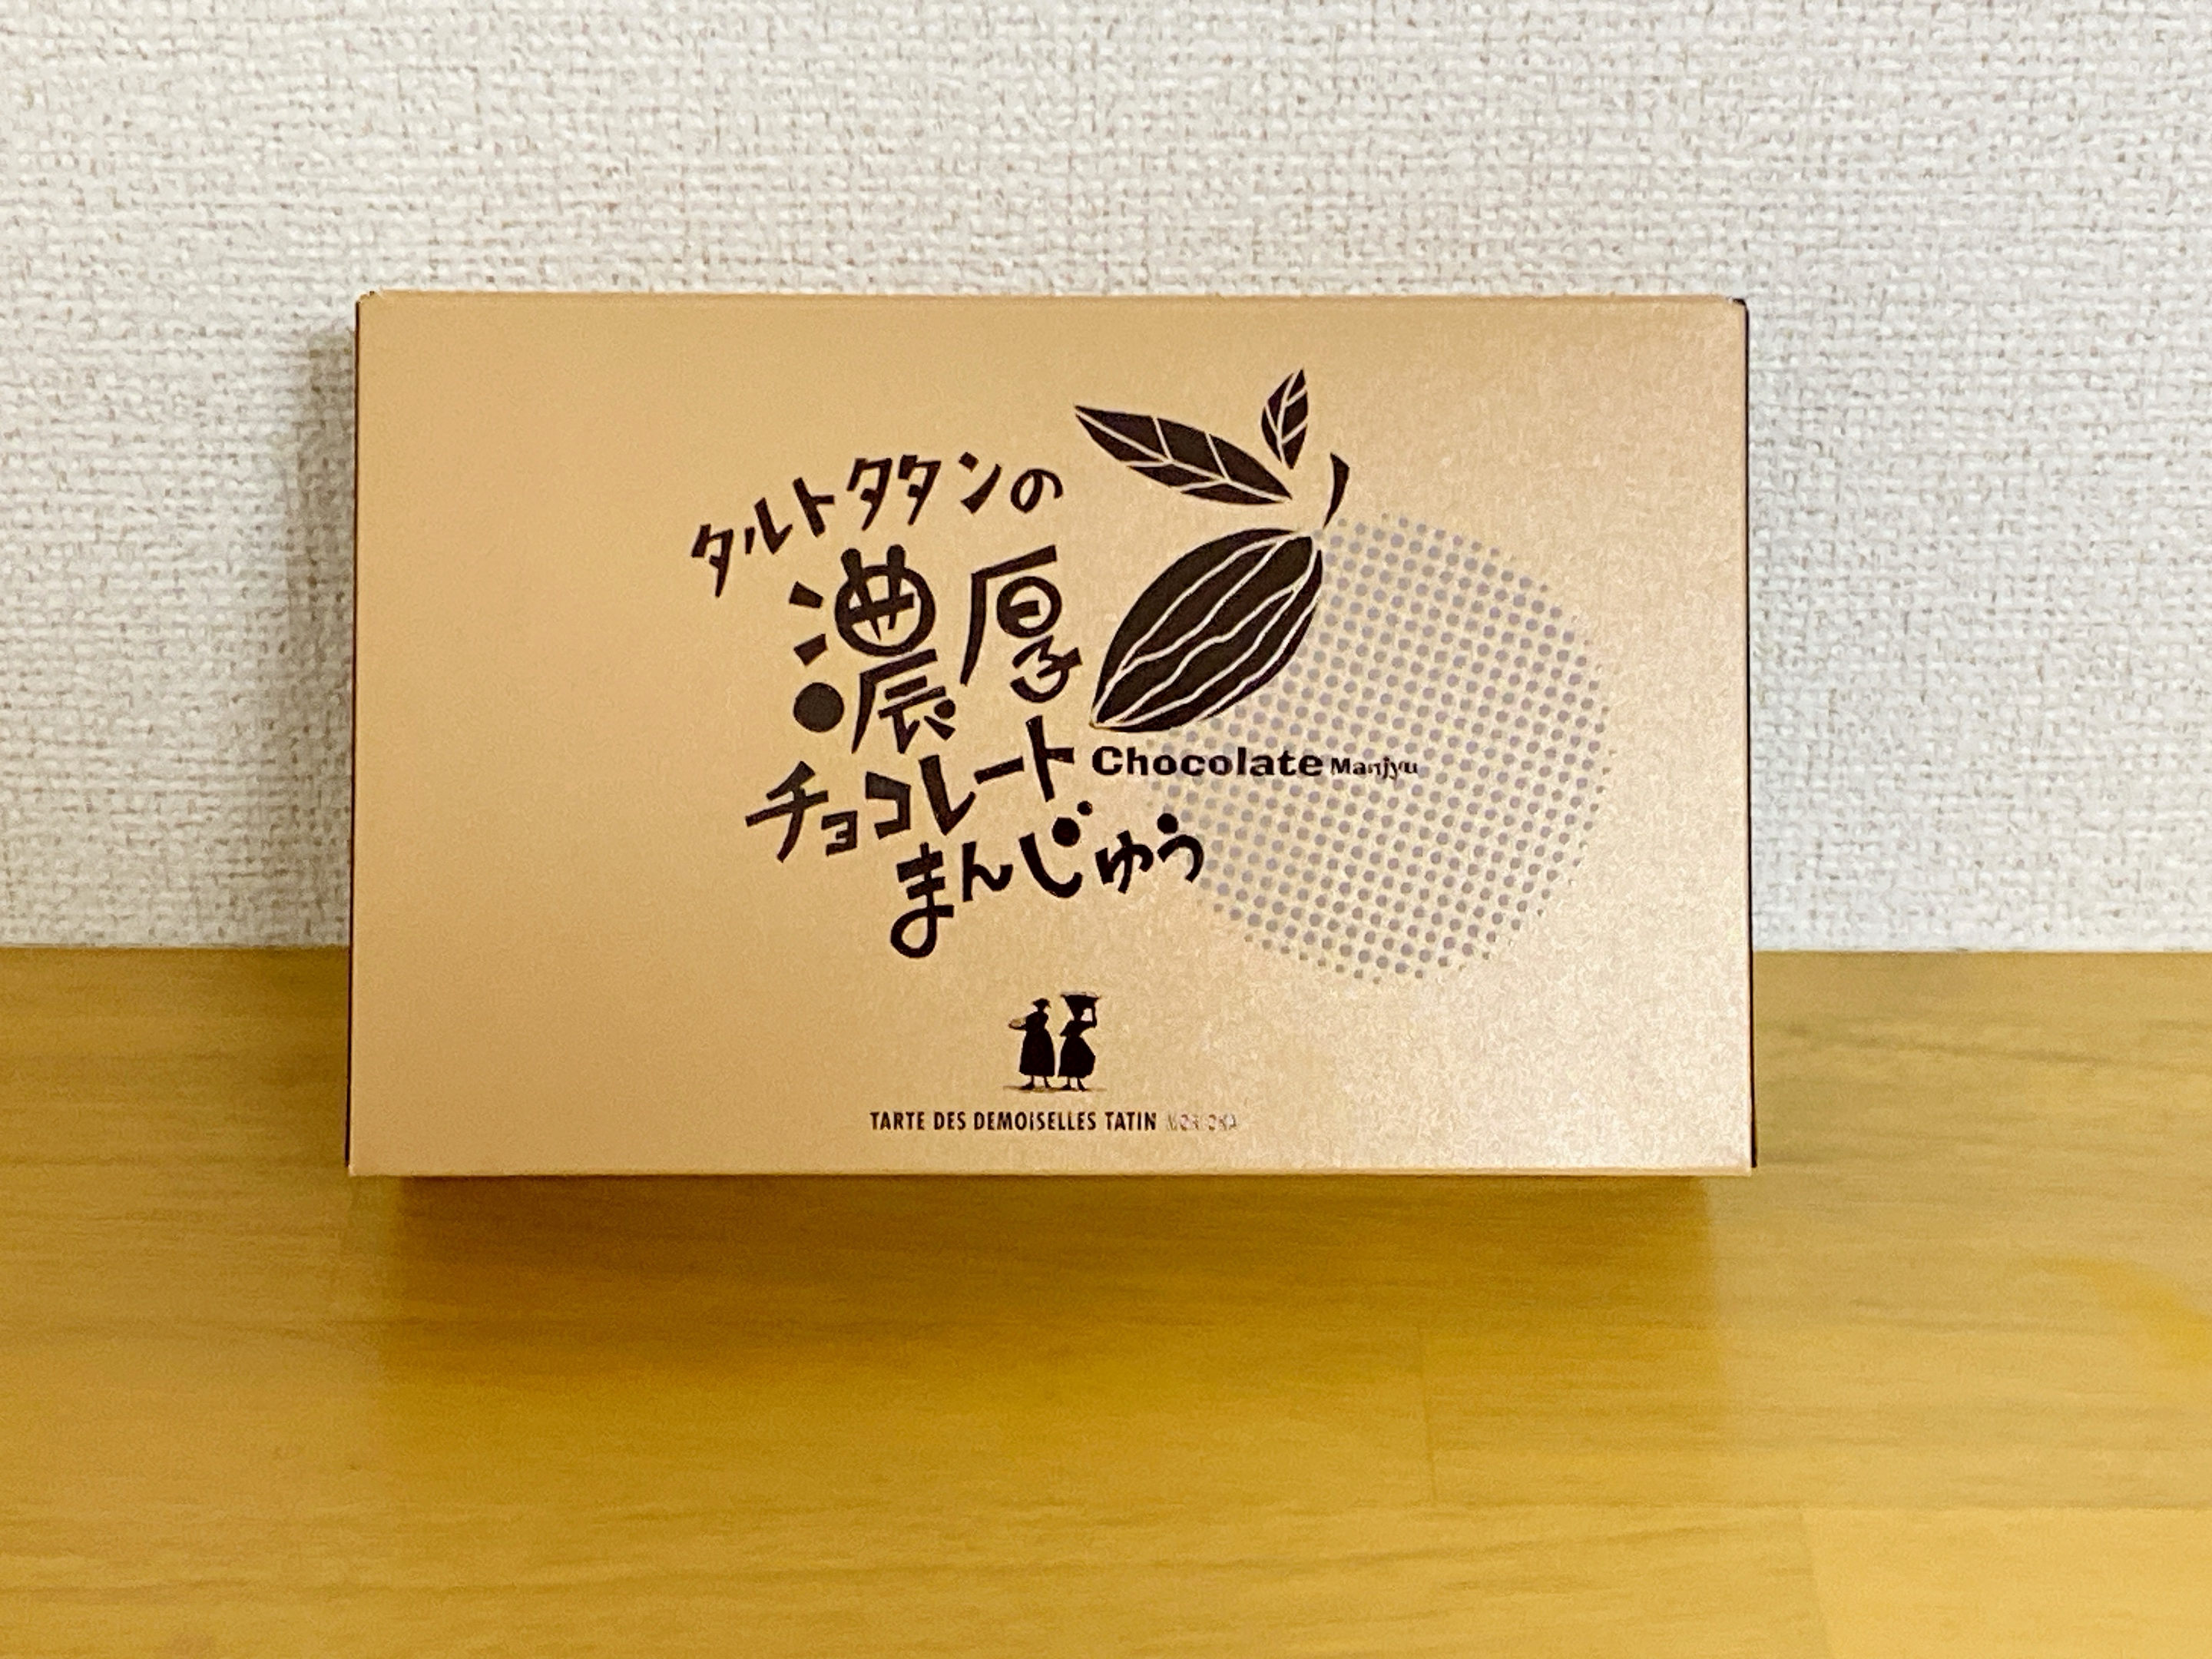 タルトタタンの
濃厚
チョコレート
Chocolate Manjyu
まんじゅう
TARTE DES DEMOISELLES TATIN MORIOKA